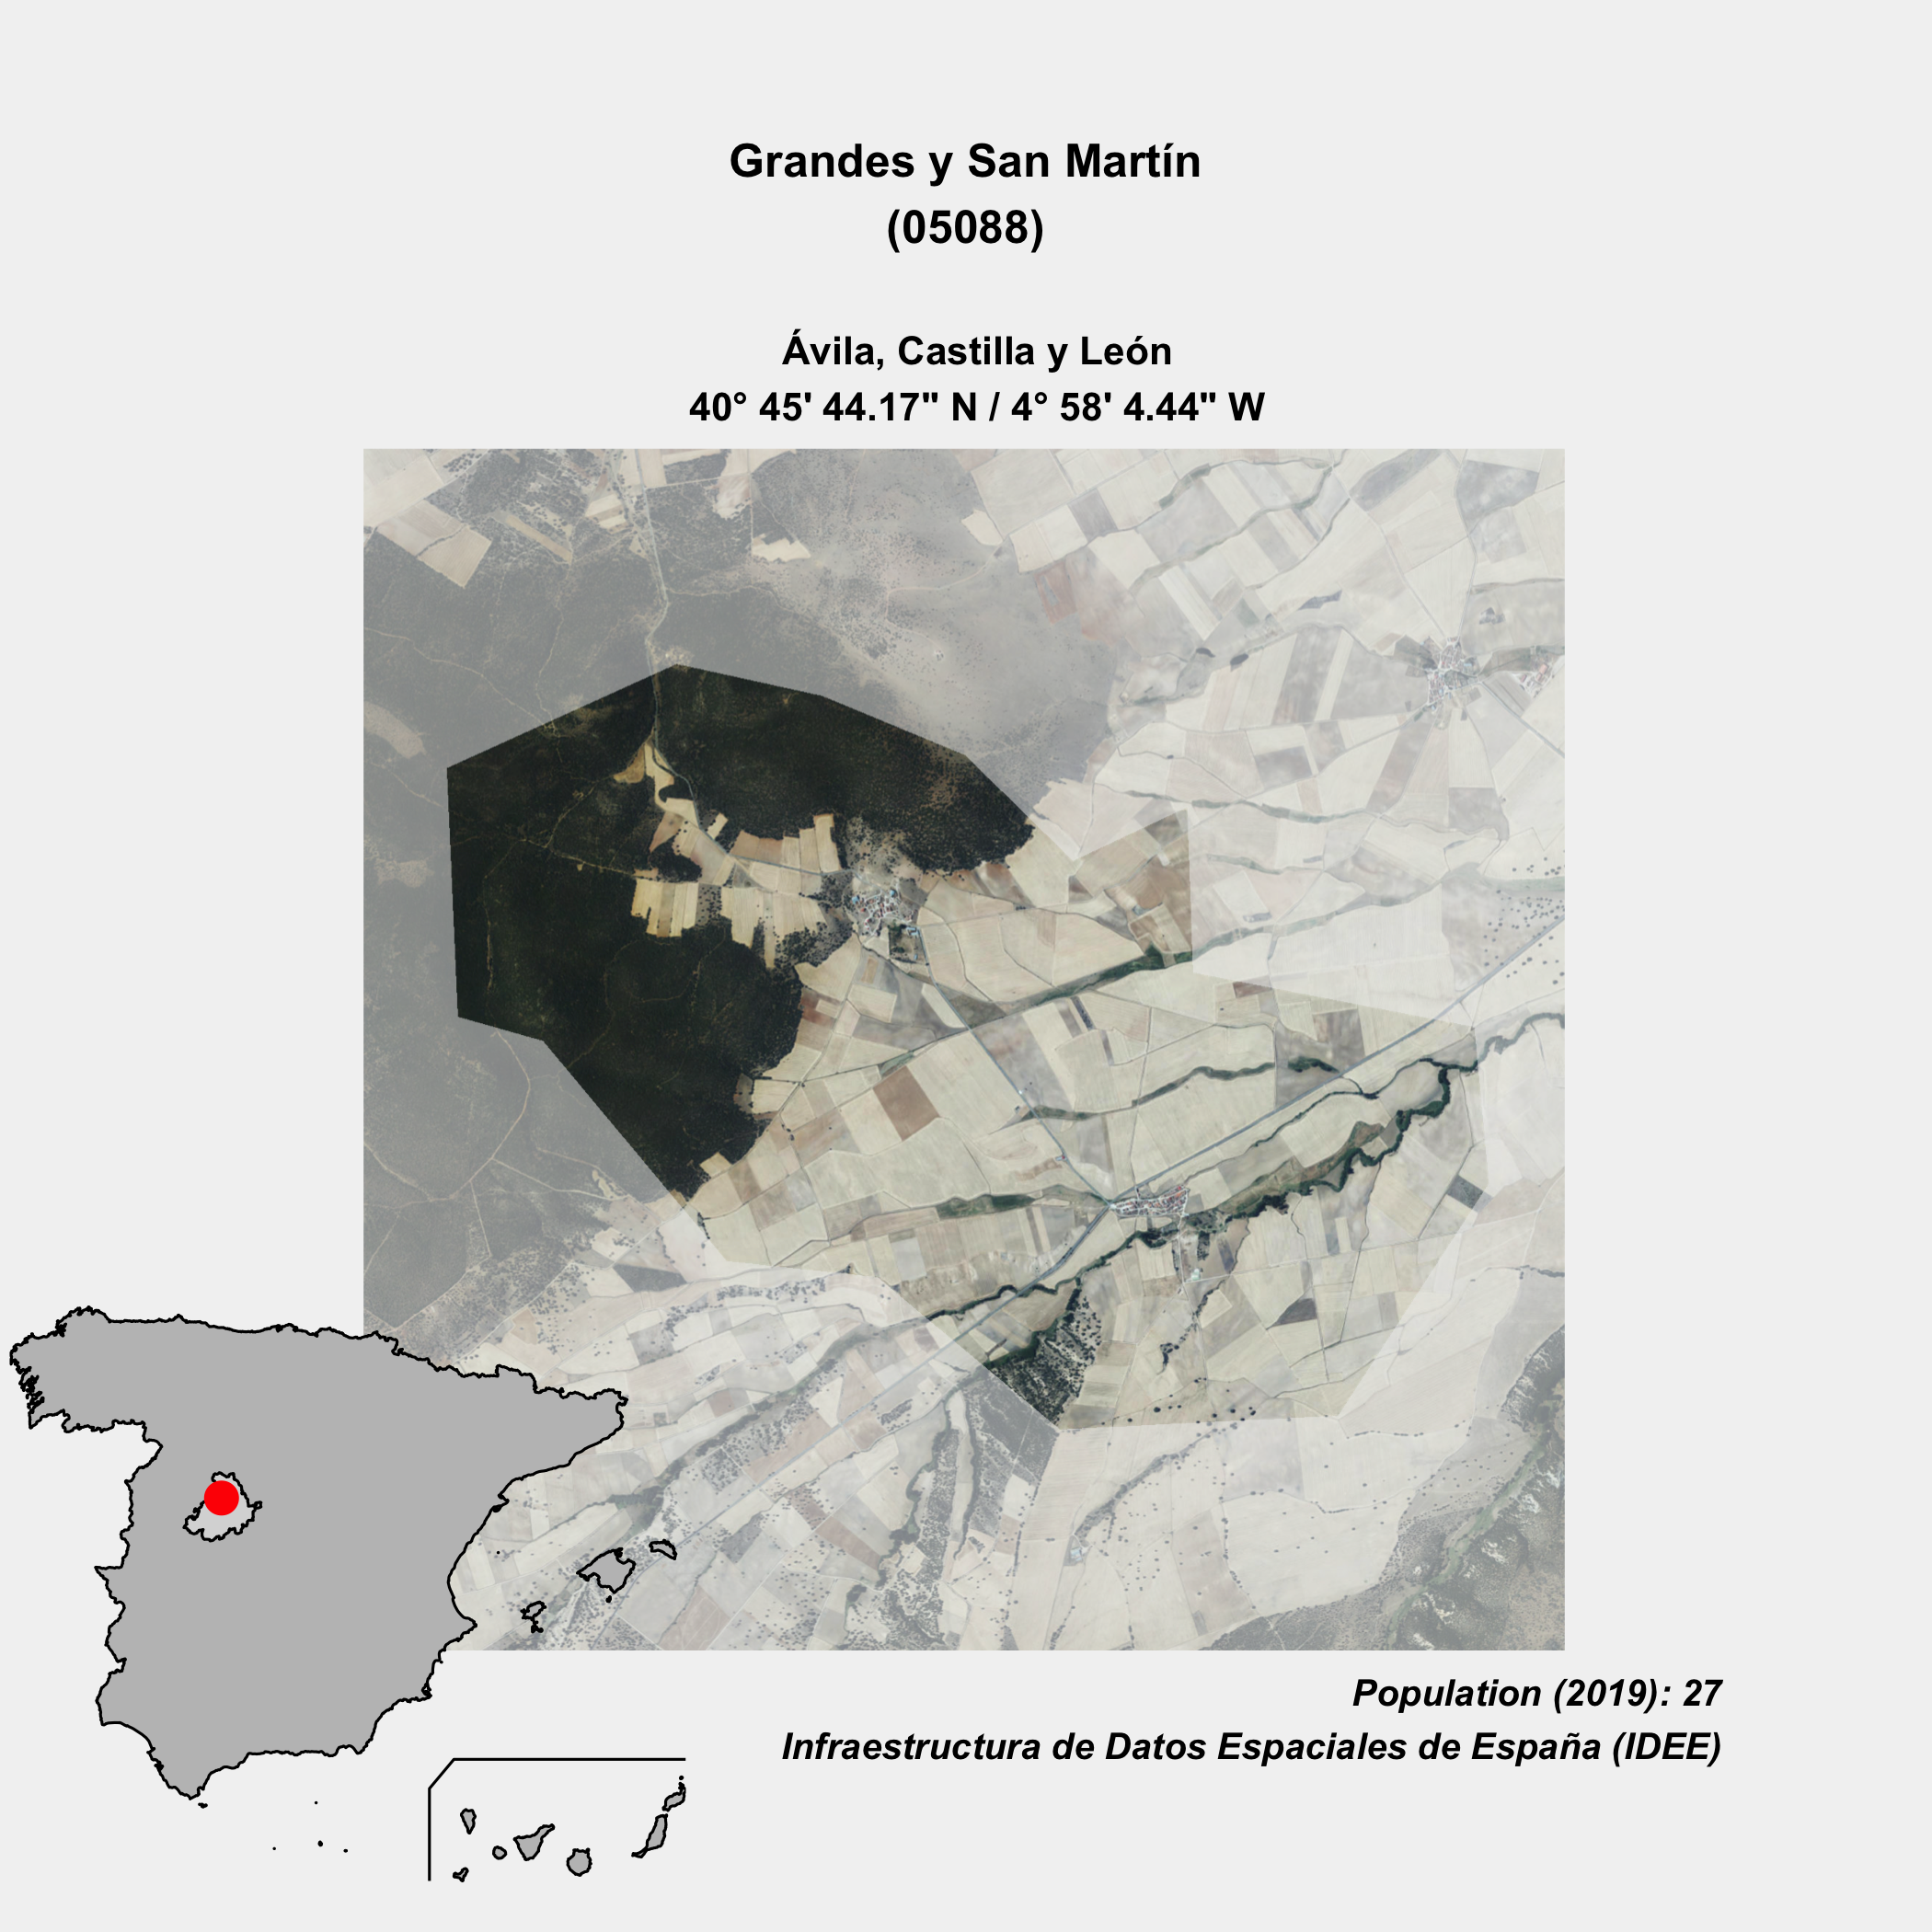 Grandes y San Martín
(05088)
Ávila, Castilla y León
40° 45' 44.17" N / 4° 58' 4.44" W
Population (2019): 27
Infraestructura de Datos Espaciales de España (IDEE)